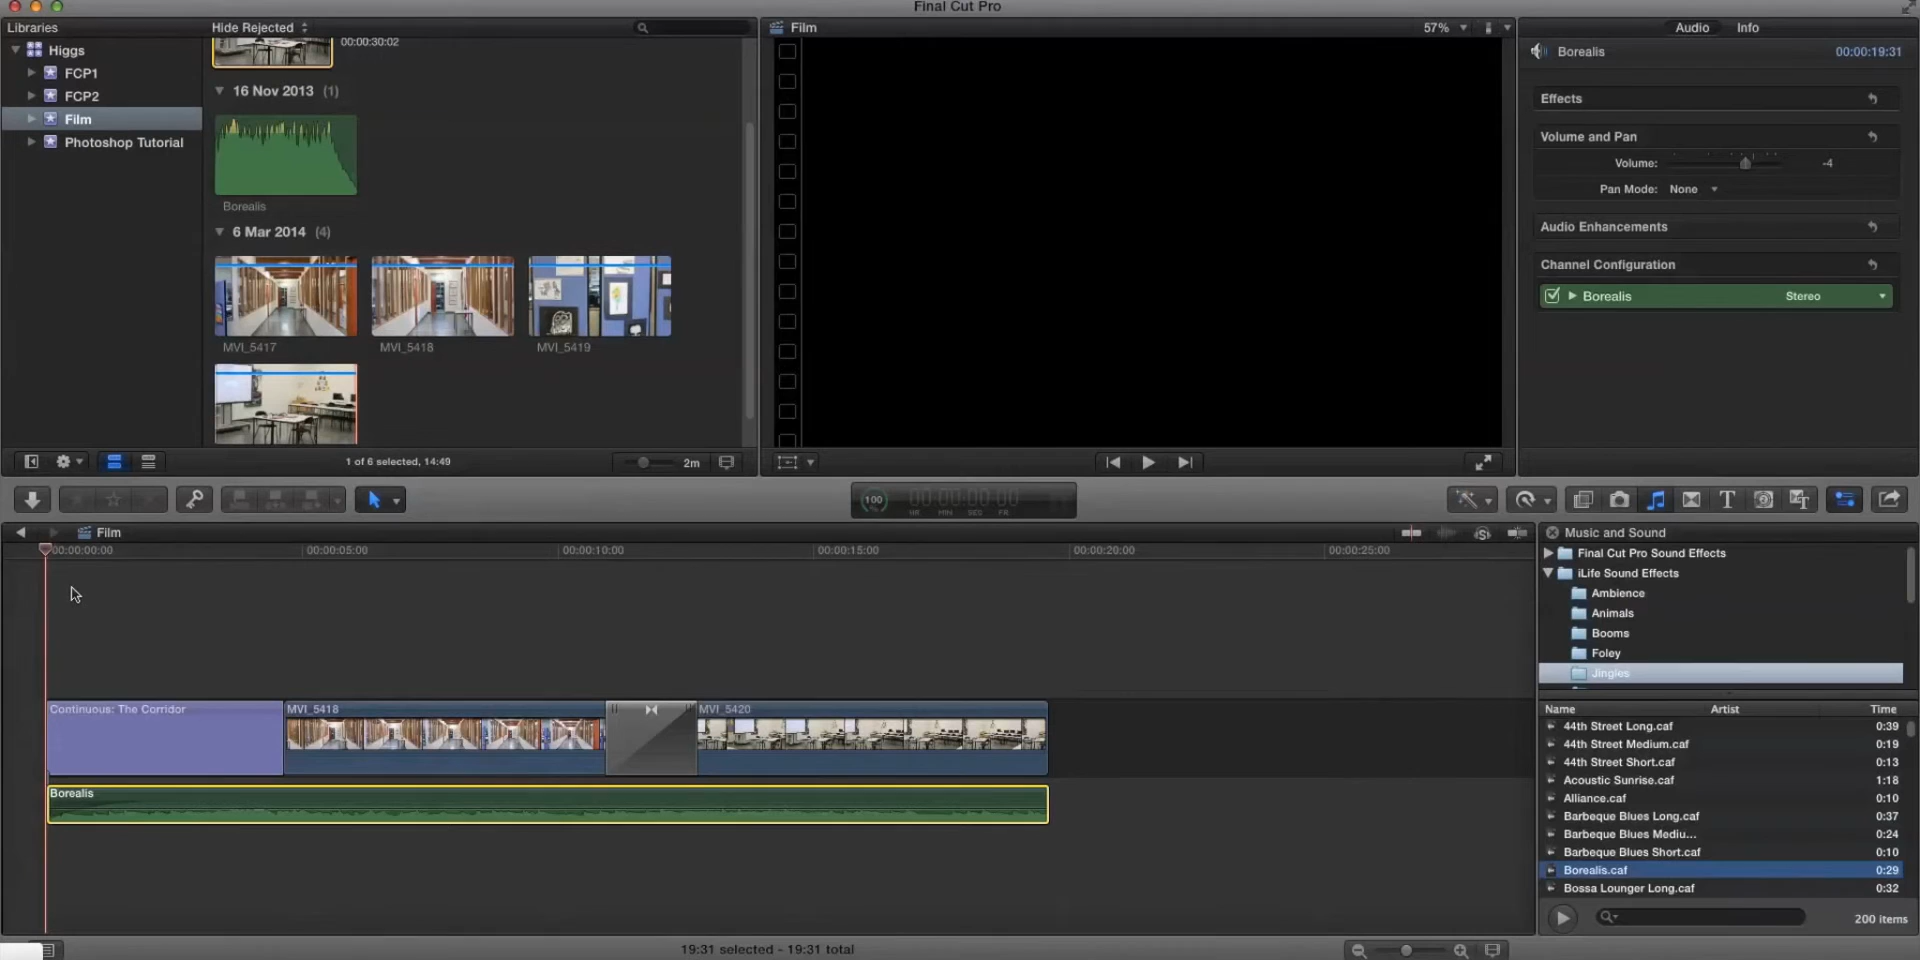 Final Cut Pro
Libraries
Hide Rejected
Film
57%
Audio
Info
Higgs
FCP1
FCP2
Film
Photoshop Tutorial
00:00:30:02
16 Nov 2013 (1)
Borealis
6 Mar 2014 (4)
MVI_5417
MVI_5418
MVI_5419
Borealis
00:00:19:31
Effects
Volume and Pan
Volume:
-4
Pan Mode: None
Audio Enhancements
Channel Configuration
Borealis
Stereo
1 of 6 selected, 14:49
2m
100
00:00:00:00
HR MIN SEC FR
T
Film
00:00:00:00
00:00:05:00
00:00:10:00
00:00:15:00
00:00:20:00
00:00:25:00
Continuous: The Corridor
MVI_5418
MVI_5420
Borealis
Music and Sound
Final Cut Pro Sound Effects
iLife Sound Effects
Ambience
Animals
Booms
Foley
Jingles
Name
Artist
Time
44th Street Long.caf 0:39
44th Street Medium.caf 0:19
44th Street Short.caf 0:13
Acoustic Sunrise.caf 1:18
Alliance.caf 0:10
Barbeque Blues Long.caf 0:37
Barbeque Blues Mediu... 0:24
Barbeque Blues Short.caf 0:10
Borealis.caf 0:29
Bossa Lounger Long.caf 0:32
200 items
19:31 selected - 19:31 total